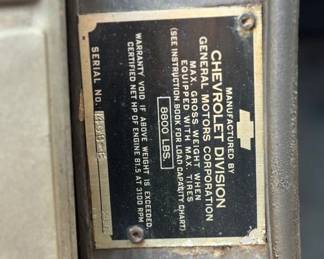 MANUFACTURED BY
CHEVROLET DIVISION
GENERAL MOTORS CORPORATION
MAX. GROSS WEIGHT WHEN
EQUIPPED WITH MAX. TIRES
8800 LBS.
(SEE INSTRUCTION BOOK FOR LOAD CAPACITY CHART)
WARRANTY VOID IF ABOVE WEIGHT IS EXCEEDED.
CERTIFIED NET HP OF ENGINE 81.5 AT 3100 RPM
SERIAL NO.